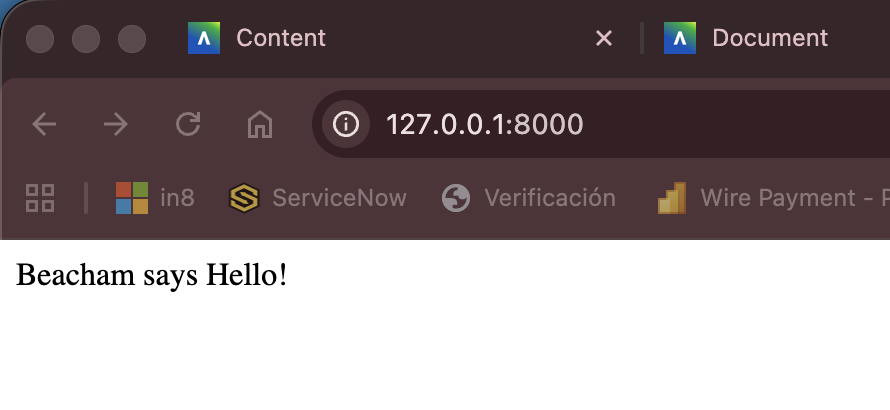 Content
Document
127.0.0.1:8000
in8
ServiceNow
Verificación
Wire Payment -
Beacham says Hello!